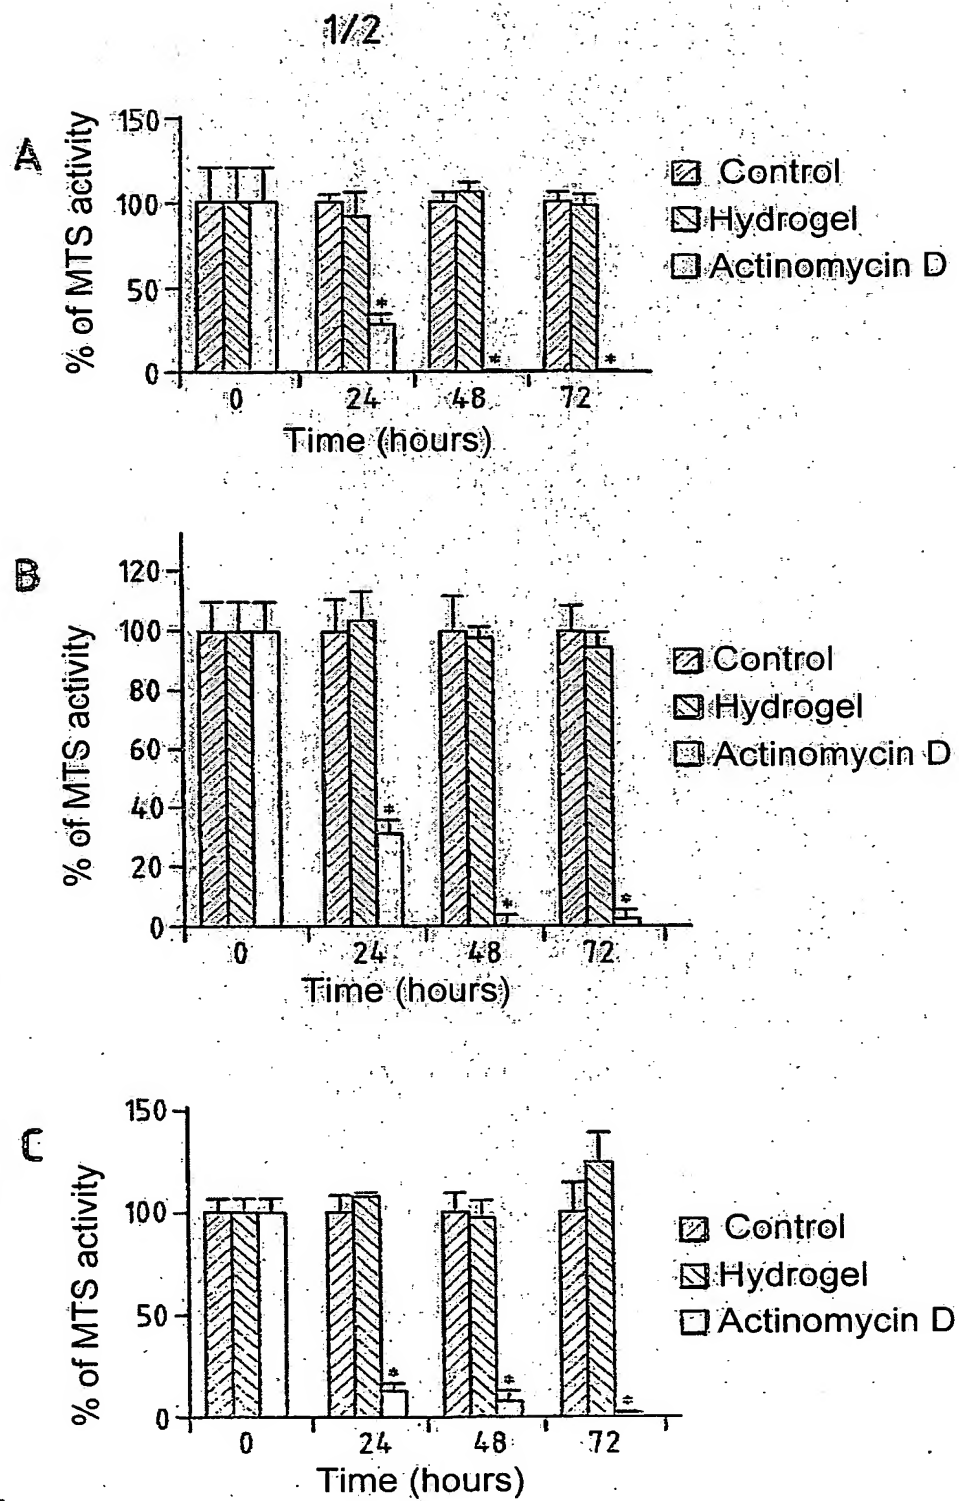 1/2
A
% of MTS activity
150
100
50
0
* * *
0 24 48 72
Time (hours)
Control
Hydrogel
Actinomycin D
B
% of MTS activity
120
100
80
60
40
20
0
* * *
0 24 48 72
Time (hours)
Control
Hydrogel
Actinomycin D
C
% of MTS activity
150
100
50
0
* * *
0 24 48 72
Time (hours)
Control
Hydrogel
Actinomycin D